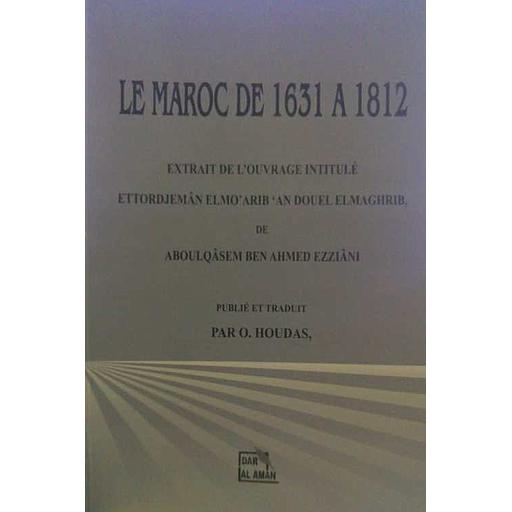 LE MAROC DE 1631 A 1812
EXTRAIT DE L'OUVRAGE INTITULÉ
ETTORDJEMÂN ELMO'ARIB 'AN DOUEL ELMAGHRIB,
DE
ABOULQÂSEM BEN AHMED EZZIÂNI
PUBLIÉ ET TRADUIT
PAR O. HOUDAS,
DAR
AL AMAN